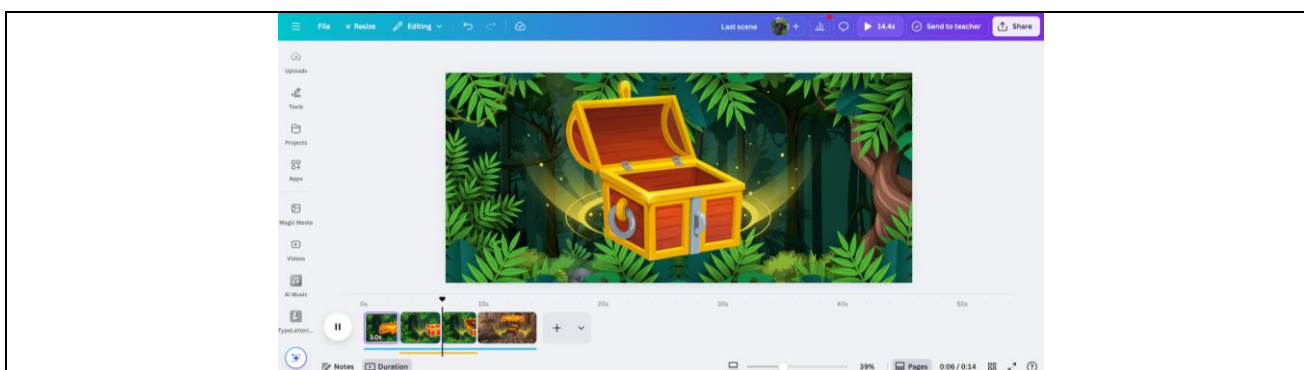 File Resize Editing Last scene + 14.4s Send to teacher Share
Uploads
Tools
Projects
Apps
Magic Media
Videos
AI Music
TypeLetteri...
0s 10s 20s 30s 40s 50s
3.0s
Notes Duration 39% Pages 0:06 / 0:14